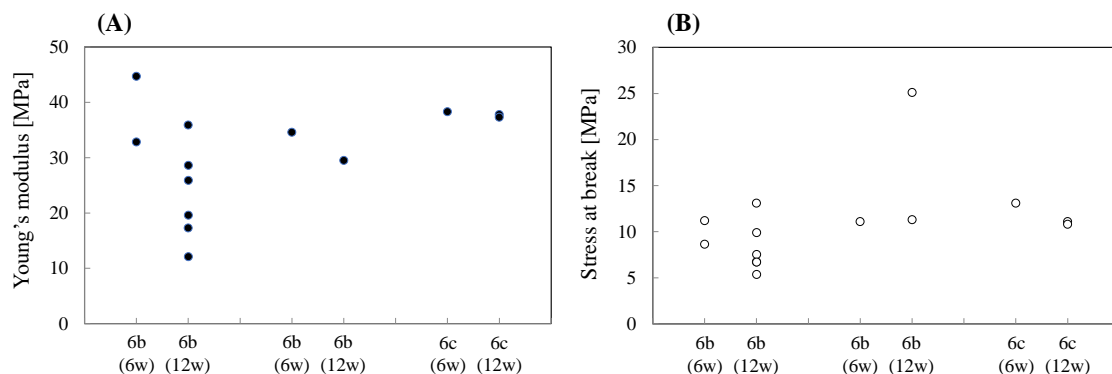 (A)
Young's modulus [MPa]
50
40
30
20
10
0
6b 6b 6b 6b 6c 6c
(6w) (12w) (6w) (12w) (6w) (12w)
(B)
Stress at break [MPa]
30
25
20
15
10
5
0
6b 6b 6b 6b 6c 6c
(6w) (12w) (6w) (12w) (6w) (12w)